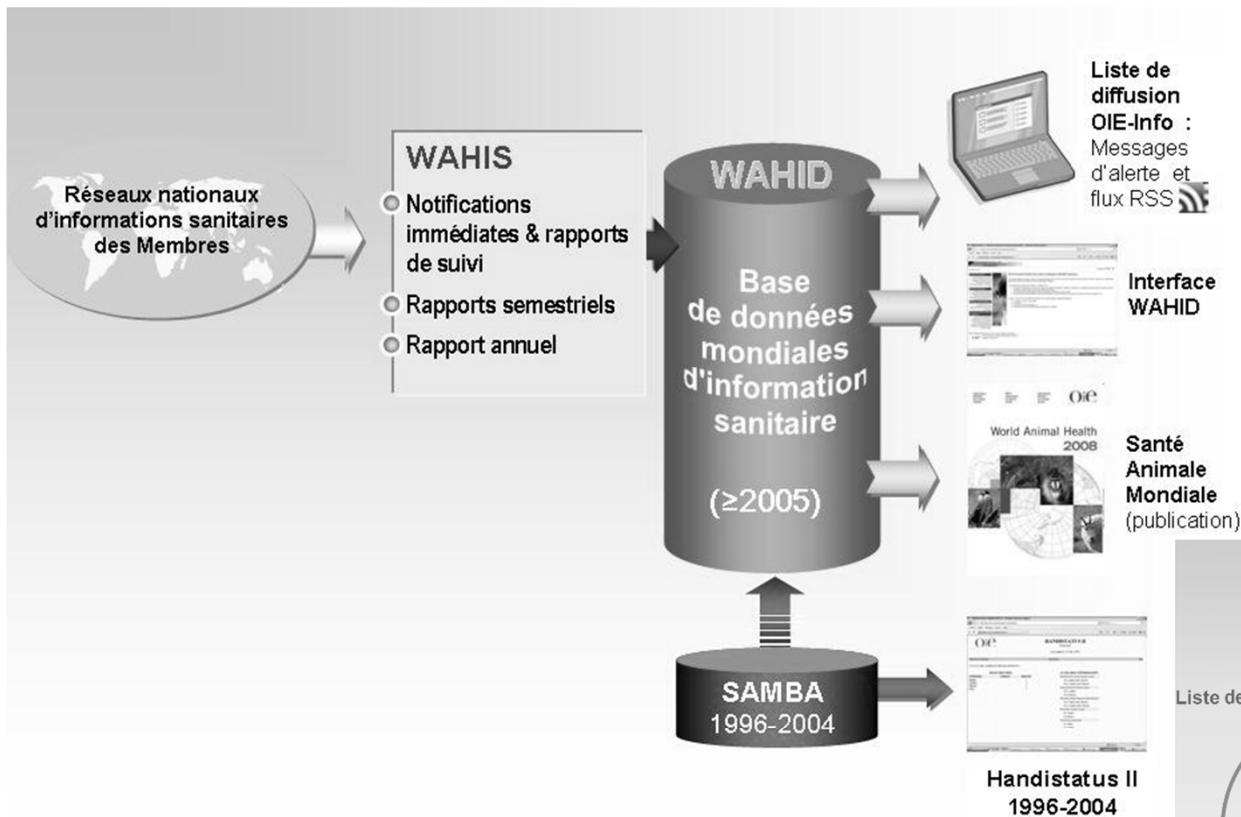 Réseaux nationaux
d'informations sanitaires
des Membres
WAHIS
Notifications
immédiates & rapports
de suivi
Rapports semestriels
Rapport annuel
WAHID
Base
de données
mondiales
d'information
sanitaire
(≥2005)
SAMBA
1996-2004
Liste de
diffusion
OIE-Info :
Messages
d'alerte et
flux RSS
Interface
WAHID
oie
World Animal Health
2008
Santé
Animale
Mondiale
(publication)
oie
HANDISTATUS II
Handistatus II
1996-2004
Liste de